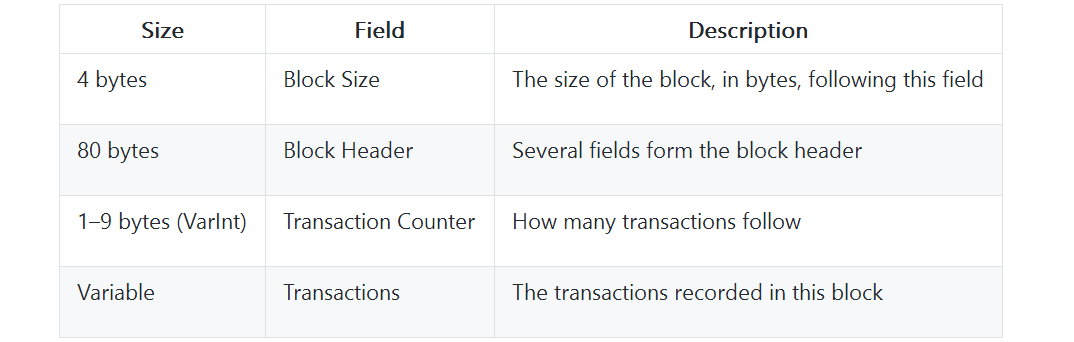 Size Field Description
4 bytes Block Size The size of the block, in bytes, following this field
80 bytes Block Header Several fields form the block header
1–9 bytes (VarInt) Transaction Counter How many transactions follow
Variable Transactions The transactions recorded in this block